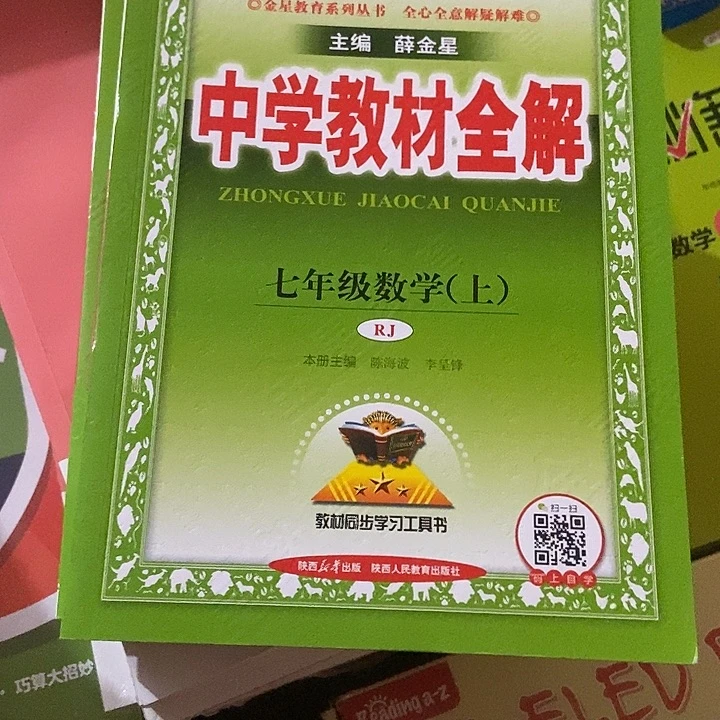 ◎金星教育系列丛书 全心全意解疑解难◎
主编 薛金星
中学教材全解
ZHONGXUE JIAOCAI QUANJIE
七年级数学(上)
RJ
本册主编 陈海波 李呈锋
教材同步学习工具书
扫一扫
码上自学
陕西新华出版 陕西人民教育出版社
数学
巧算大招妙
Reading a-z